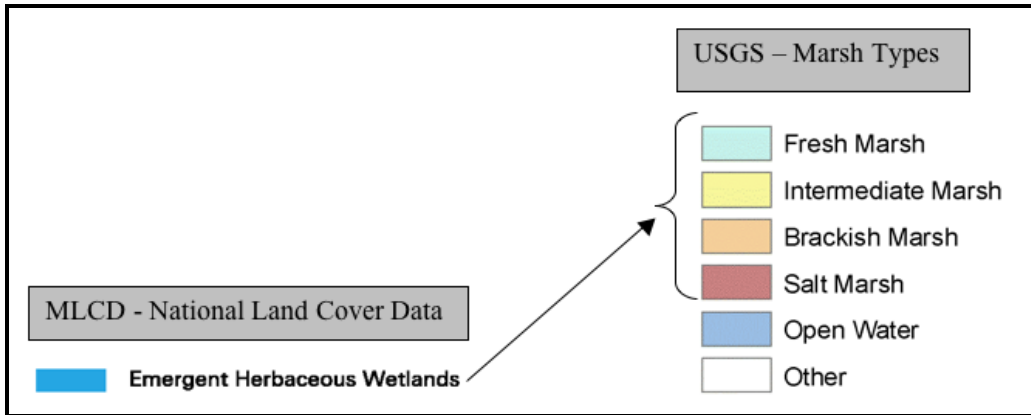 USGS – Marsh Types
Fresh Marsh
Intermediate Marsh
Brackish Marsh
Salt Marsh
Open Water
Other
MLCD - National Land Cover Data
Emergent Herbaceous Wetlands